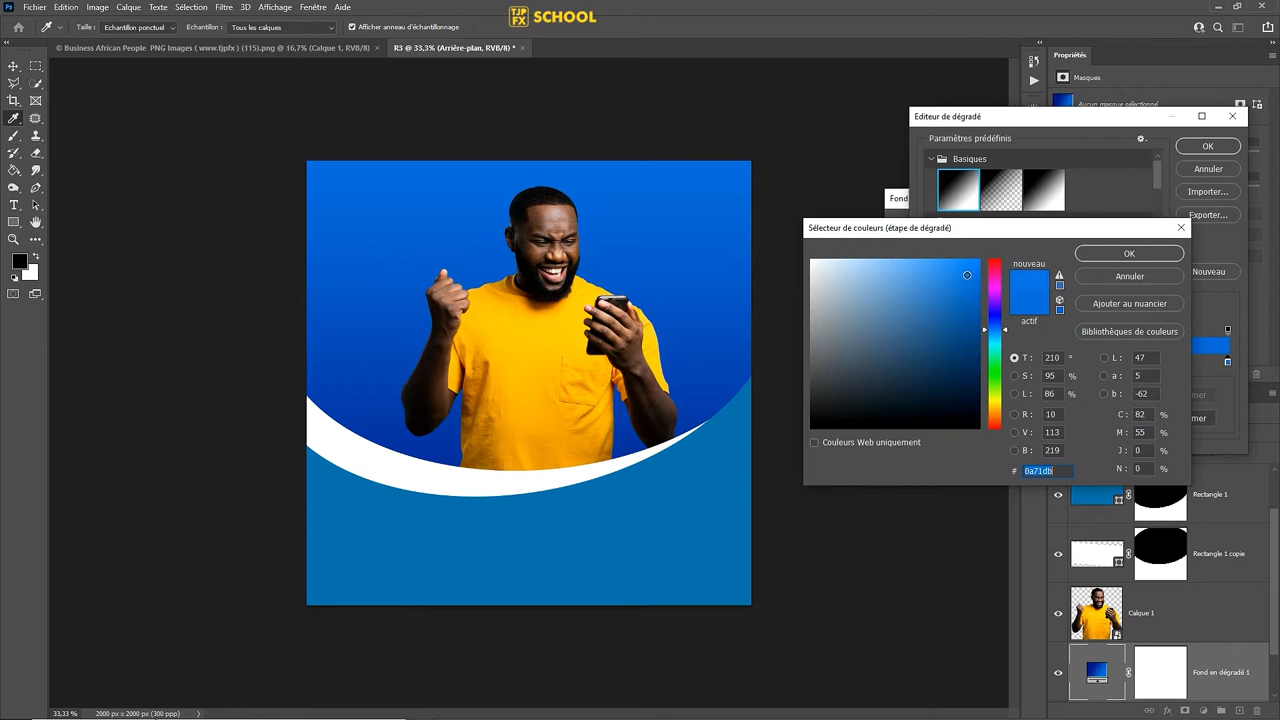 Fichier Edition Image Calque Texte Sélection Filtre 3D Affichage Fenêtre Aide
TJP FX SCHOOL
Taille : Echantillon ponctuel Echantillon : Tous les calques Afficher anneau d'échantillonnage
© Business African People PNG Images ( www.tjpfx ) (115).png @ 16,7% (Calque 1, RVB/8) × R3 @ 33,3% (Arrière-plan, RVB/8) * ×
Propriétés
Masques
Aucun masque sélectionné
Editeur de dégradé
Paramètres prédéfinis
Basiques
OK
Annuler
Importer...
Exporter...
Fond
Nouveau
Sélecteur de couleurs (étape de dégradé)
nouveau
actif
OK
Annuler
Ajouter au nuancier
Bibliothèques de couleurs
T : 210 ° L : 47
S : 95 % a : 5
L : 86 % b : -62
R : 10 C : 82 %
V : 113 M : 55 %
B : 219 J : 0 %
# 0a71db N : 0 %
Couleurs Web uniquement
Rectangle 1
Rectangle 1 copie
Calque 1
Fond en dégradé 1
33,33 % 2000 px x 2000 px (300 ppp)